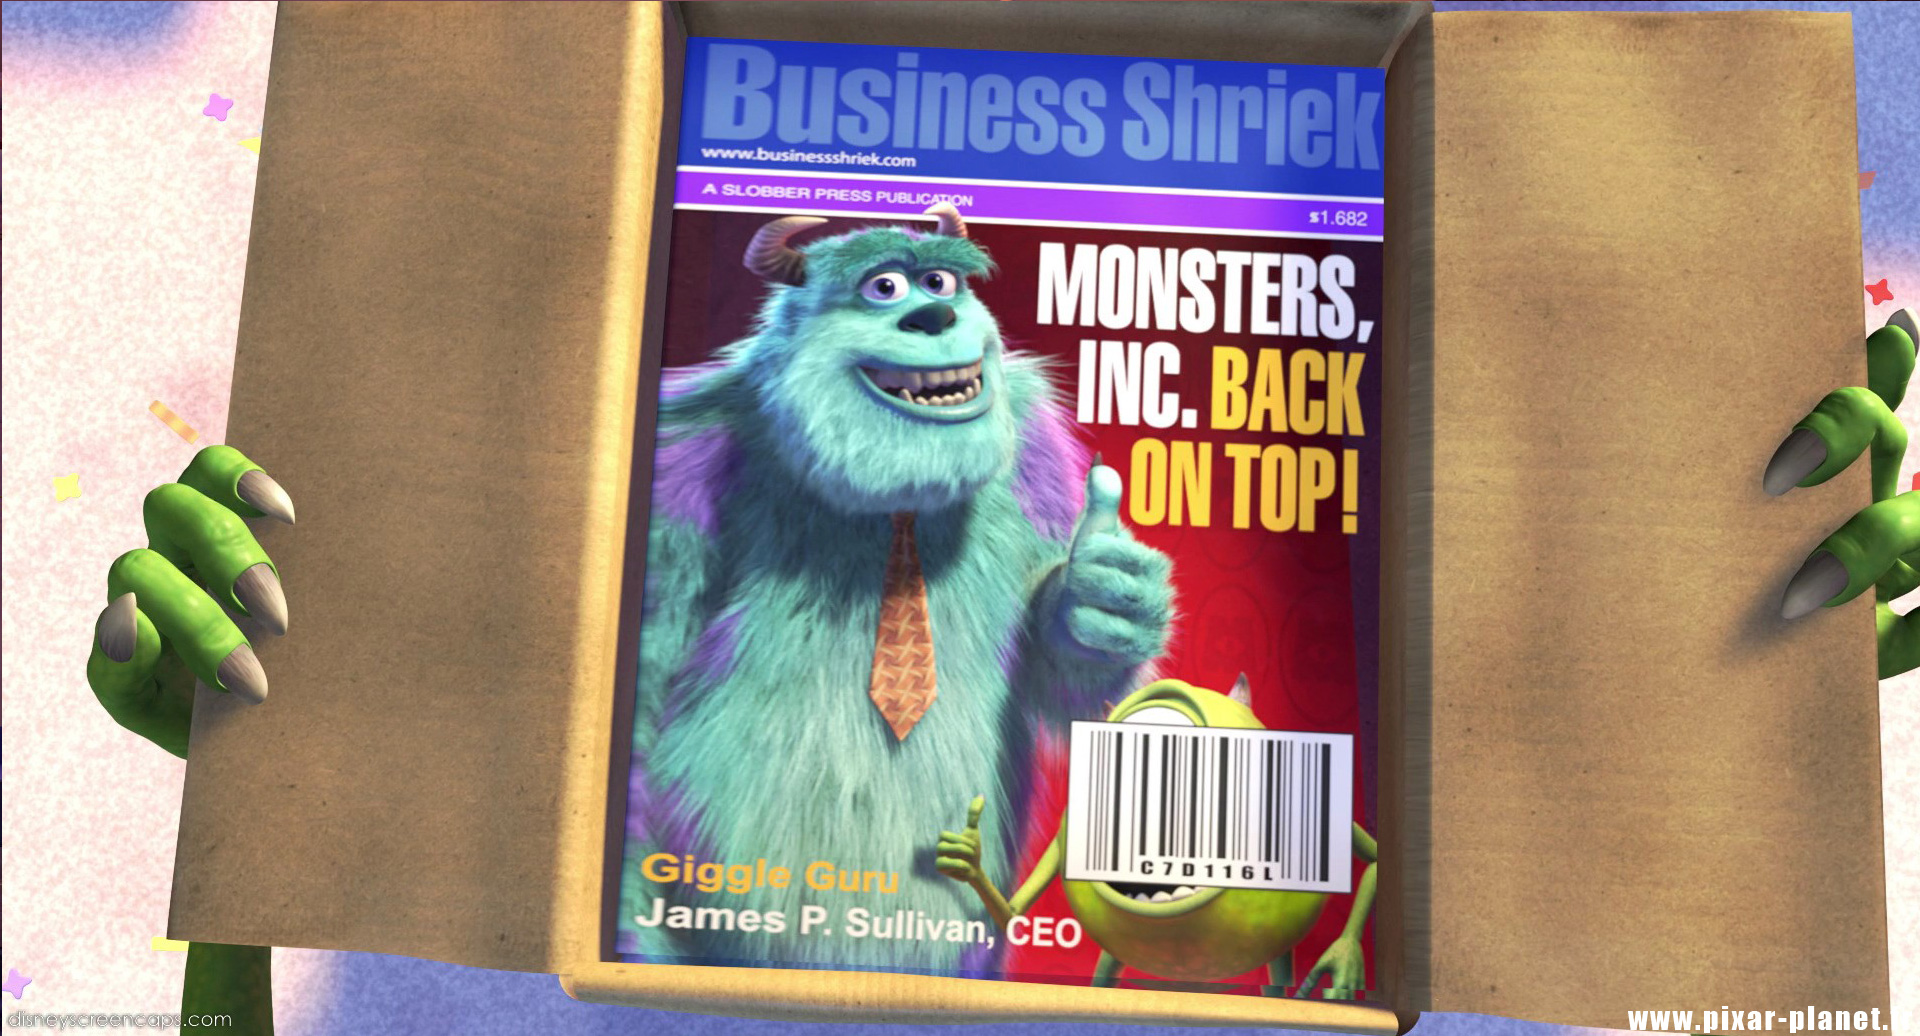 Business Shriek
www.businessshriek.com
A SLOBBER PRESS PUBLICATION
$1.682
MONSTERS,
INC. BACK
ON TOP!
C7D116L
Giggle Guru
James P. Sullivan, CEO
disneyscreencaps.com
www.pixar-planet.